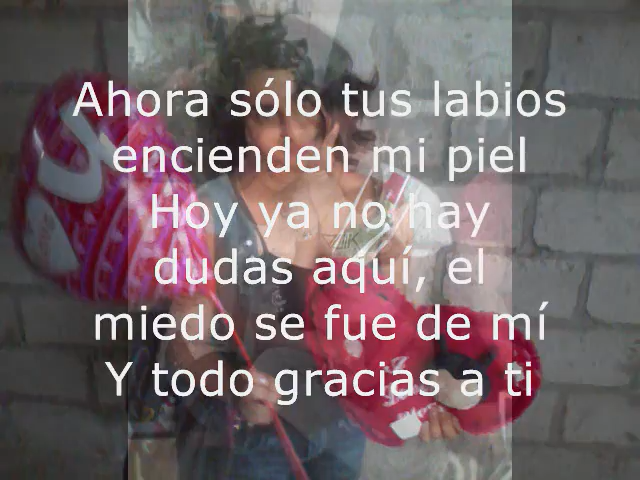 Ahora sólo tus labios
encienden mi piel
Hoy ya no hay
dudas aquí, el
miedo se fue de mí
Y todo gracias a ti